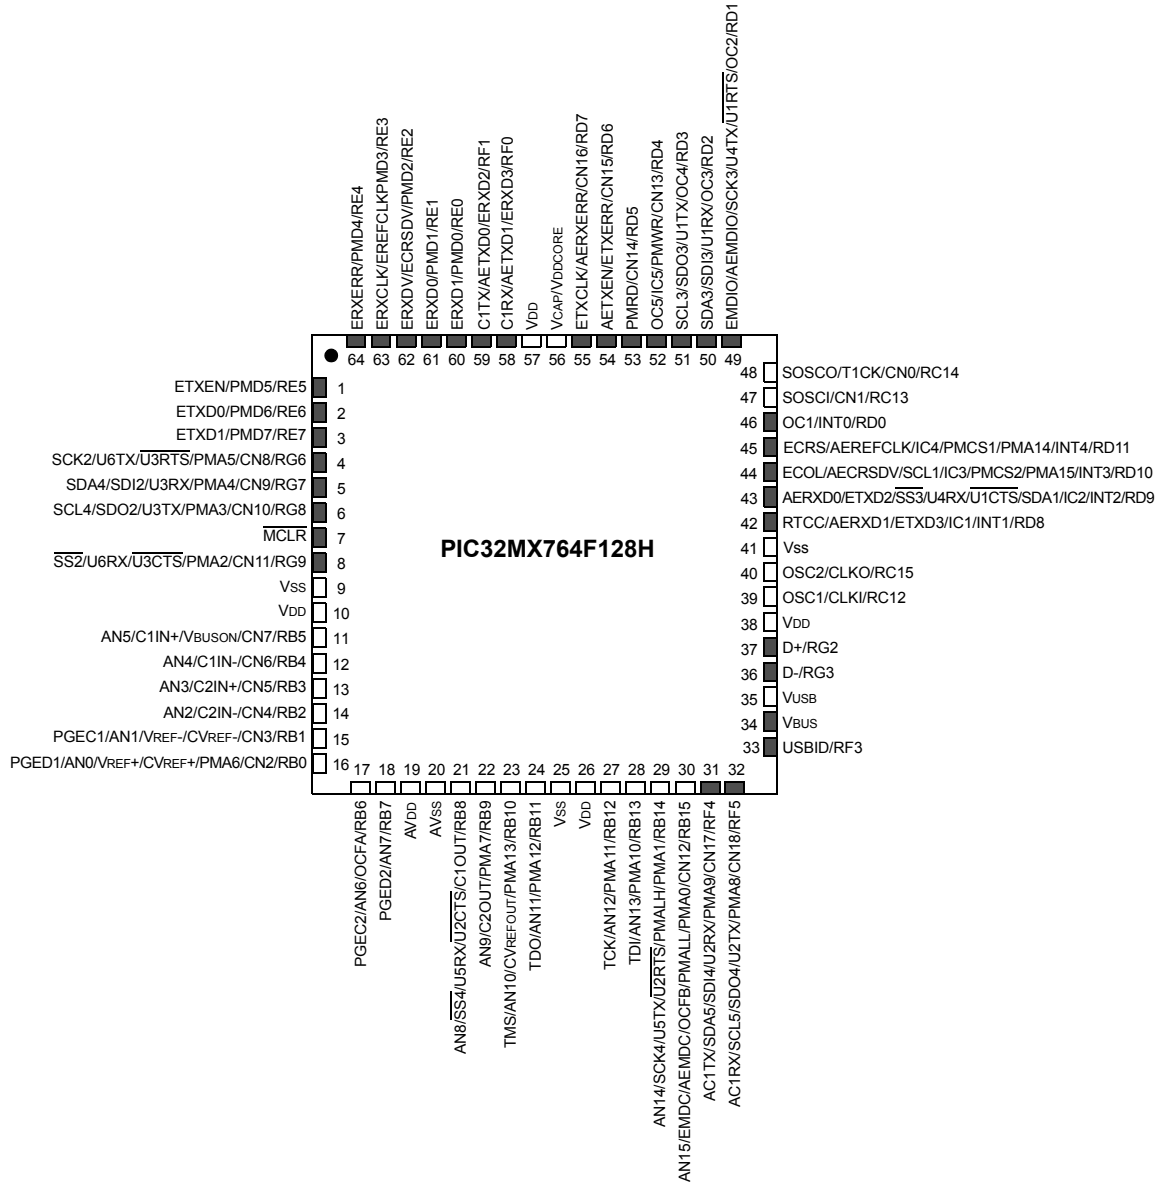 ERXERR/PMD4/RE4
ERXCLK/EREFCLKPMD3/RE3
ERXDV/ECRSDV/PMD2/RE2
ERXD0/PMD1/RE1
ERXD1/PMD0/RE0
C1TX/AETXD0/ERXD2/RF1
C1RX/AETXD1/ERXD3/RF0
VDD
VCAP/VDDCORE
ETXCLK/AERXERR/CN16/RD7
AETXEN/ETXERR/CN15/RD6
PMRD/CN14/RD5
OC5/IC5/PMWR/CN13/RD4
SCL3/SDO3/U1TX/OC4/RD3
SDA3/SDI3/U1RX/OC3/RD2
EMDIO/AEMDIO/SCK3/U4TX/U1RTS/OC2/RD1
64 63 62 61 60 59 58 57 56 55 54 53 52 51 50 49
ETXEN/PMD5/RE5 1
ETXD0/PMD6/RE6 2
ETXD1/PMD7/RE7 3
SCK2/U6TX/U3RTS/PMA5/CN8/RG6 4
SDA4/SDI2/U3RX/PMA4/CN9/RG7 5
SCL4/SDO2/U3TX/PMA3/CN10/RG8 6
MCLR 7
SS2/U6RX/U3CTS/PMA2/CN11/RG9 8
VSS 9
VDD 10
AN5/C1IN+/VBUSON/CN7/RB5 11
AN4/C1IN-/CN6/RB4 12
AN3/C2IN+/CN5/RB3 13
AN2/C2IN-/CN4/RB2 14
PGEC1/AN1/VREF-/CVREF-/CN3/RB1 15
PGED1/AN0/VREF+/CVREF+/PMA6/CN2/RB0 16
PIC32MX764F128H
48 SOSCO/T1CK/CN0/RC14
47 SOSCI/CN1/RC13
46 OC1/INT0/RD0
45 ECRS/AEREFCLK/IC4/PMCS1/PMA14/INT4/RD11
44 ECOL/AECRSDV/SCL1/IC3/PMCS2/PMA15/INT3/RD10
43 AERXD0/ETXD2/SS3/U4RX/U1CTS/SDA1/IC2/INT2/RD9
42 RTCC/AERXD1/ETXD3/IC1/INT1/RD8
41 Vss
40 OSC2/CLKO/RC15
39 OSC1/CLKI/RC12
38 VDD
37 D+/RG2
36 D-/RG3
35 VUSB
34 VBUS
33 USBID/RF3
17 18 19 20 21 22 23 24 25 26 27 28 29 30 31 32
PGEC2/AN6/OCFA/RB6
PGED2/AN7/RB7
AVDD
AVSS
AN8/SS4/U5RX/U2CTS/C1OUT/RB8
AN9/C2OUT/PMA7/RB9
TMS/AN10/CVREFOUT/PMA13/RB10
TDO/AN11/PMA12/RB11
VSS
VDD
TCK/AN12/PMA11/RB12
TDI/AN13/PMA10/RB13
AN14/SCK4/U5TX/U2RTS/PMALH/PMA1/RB14
AN15/EMDC/AEMDC/OCFB/PMALL/PMA0/CN12/RB15
AC1TX/SDA5/SDI4/U2RX/PMA9/CN17/RF4
AC1RX/SCL5/SDO4/U2TX/PMA8/CN18/RF5